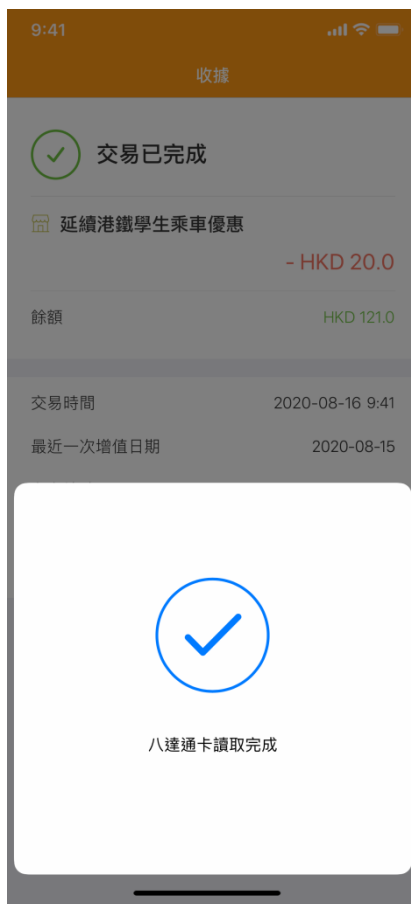 9:41
收據
交易已完成
延續港鐵學生乘車優惠
- HKD 20.0
餘額 HKD 121.0
交易時間 2020-08-16 9:41
最近一次增值日期 2020-08-15
八達通卡讀取完成